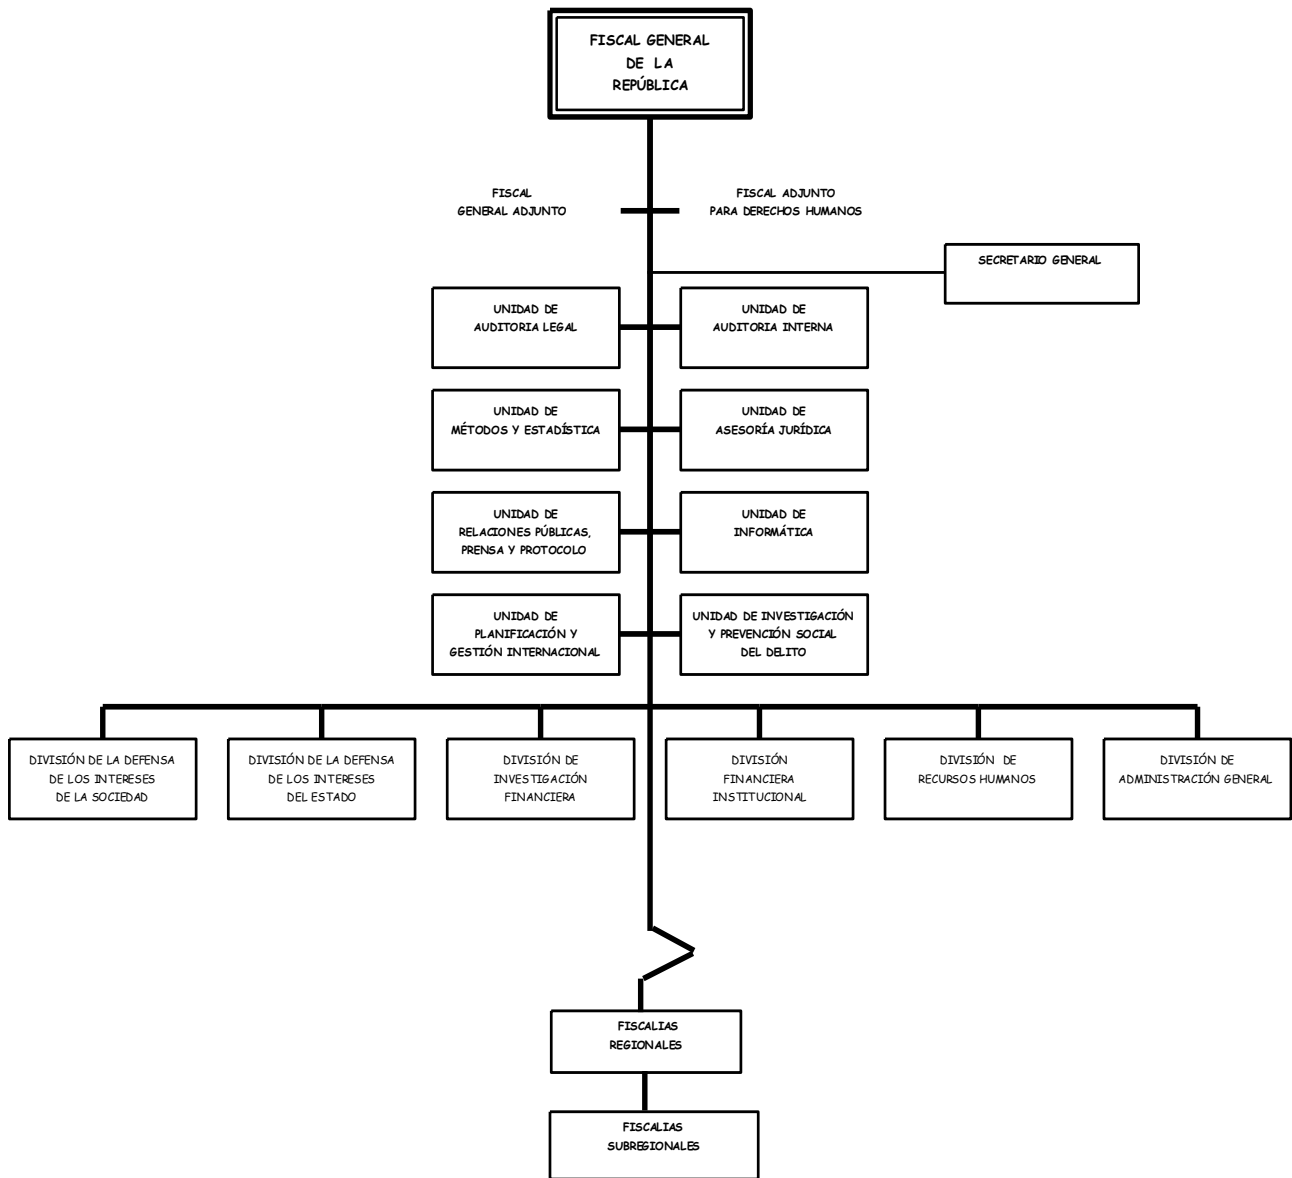 FISCAL GENERAL
DE LA
REPÚBLICA
FISCAL
GENERAL ADJUNTO
FISCAL ADJUNTO
PARA DERECHOS HUMANOS
SECRETARIO GENERAL
UNIDAD DE
AUDITORIA LEGAL
UNIDAD DE
AUDITORIA INTERNA
UNIDAD DE
MÉTODOS Y ESTADÍSTICA
UNIDAD DE
ASESORÍA JURÍDICA
UNIDAD DE
RELACIONES PÚBLICAS,
PRENSA Y PROTOCOLO
UNIDAD DE
INFORMÁTICA
UNIDAD DE
PLANIFICACIÓN Y
GESTIÓN INTERNACIONAL
UNIDAD DE INVESTIGACIÓN
Y PREVENCIÓN SOCIAL
DEL DELITO
DIVISIÓN DE LA DEFENSA
DE LOS INTERESES
DE LA SOCIEDAD
DIVISIÓN DE LA DEFENSA
DE LOS INTERESES
DEL ESTADO
DIVISIÓN DE
INVESTIGACIÓN
FINANCIERA
DIVISIÓN
FINANCIERA
INSTITUCIONAL
DIVISIÓN DE
RECURSOS HUMANOS
DIVISIÓN DE
ADMINISTRACIÓN GENERAL
FISCALIAS
REGIONALES
FISCALIAS
SUBREGIONALES